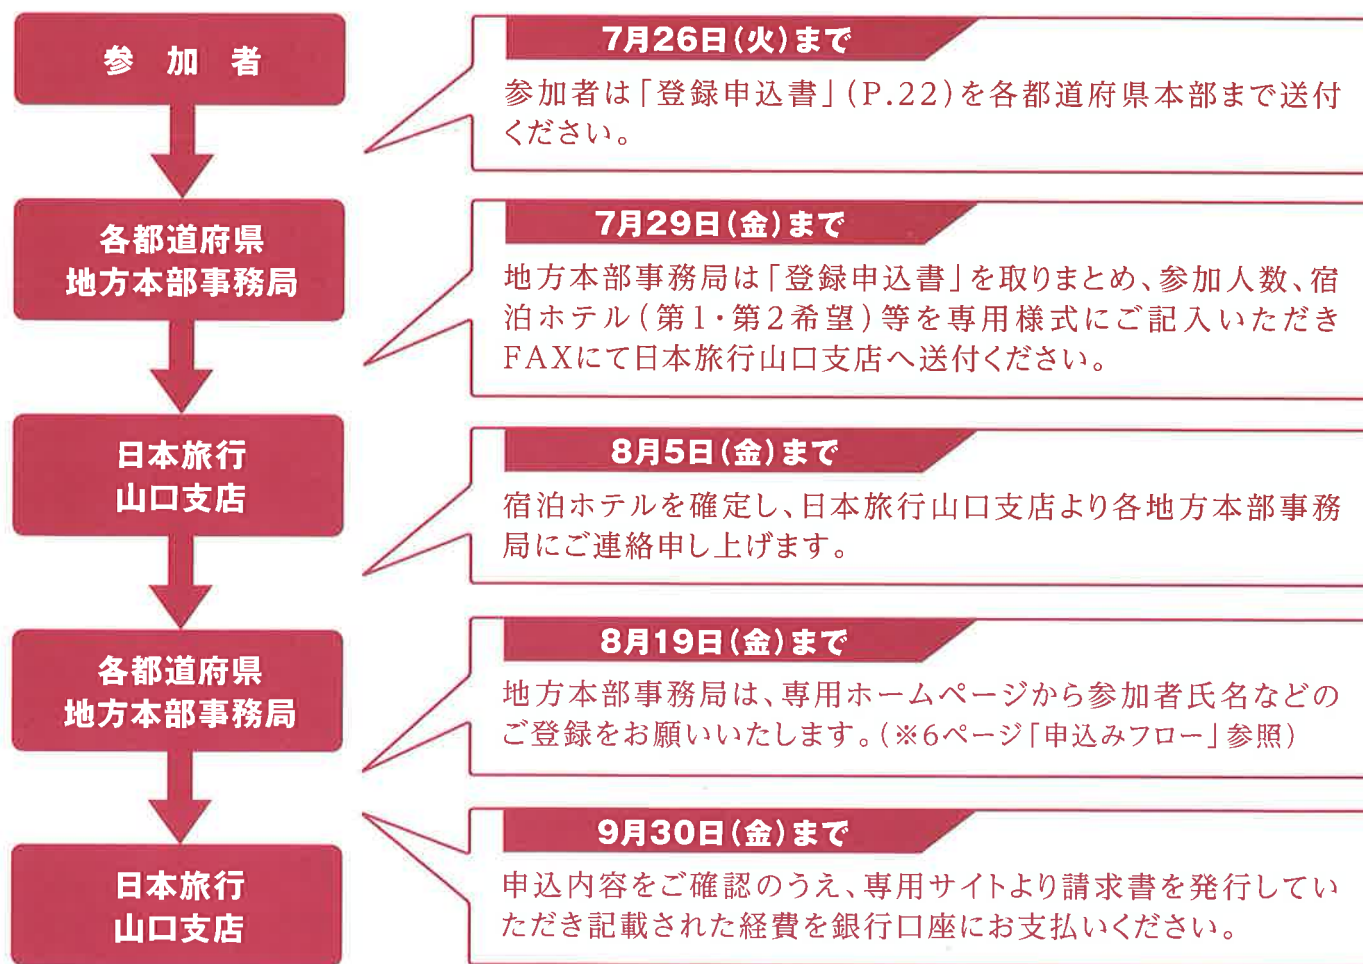 参加者
7月26日(火)まで
参加者は「登録申込書」(P.22)を各都道府県本部まで送付
ください。
各都道府県
地方本部事務局
7月29日(金)まで
地方本部事務局は「登録申込書」を取りまとめ、参加人数、宿
泊ホテル(第1・第2希望)等を専用様式にご記入いただき
FAXにて日本旅行山口支店へ送付ください。
日本旅行
山口支店
8月5日(金)まで
宿泊ホテルを確定し、日本旅行山口支店より各地方本部事務
局にご連絡申し上げます。
各都道府県
地方本部事務局
8月19日(金)まで
地方本部事務局は、専用ホームページから参加者氏名などの
ご登録をお願いいたします。(※6ページ「申込みフロー」参照)
日本旅行
山口支店
9月30日(金)まで
申込内容をご確認のうえ、専用サイトより請求書を発行してい
ただき記載された経費を銀行口座にお支払いください。